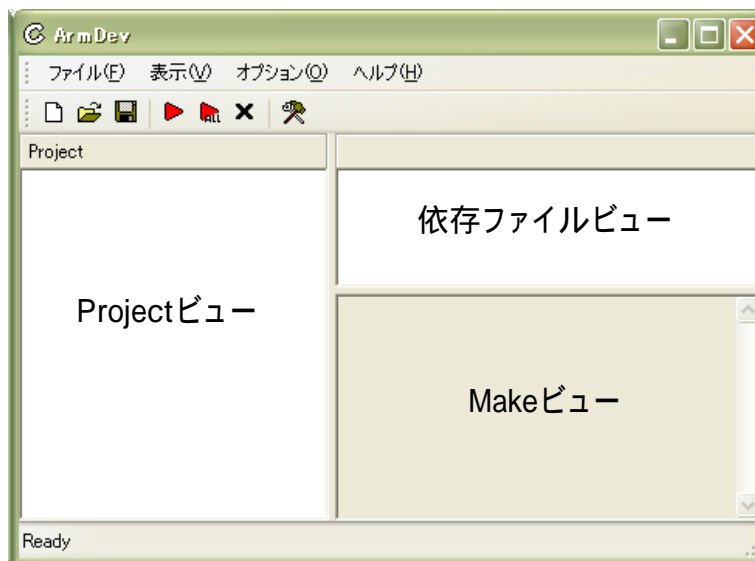 ArmDev
ファイル(F) 表示(V) オプション(O) ヘルプ(H)
ALL
Project
依存ファイルビュー
Projectビュー
Makeビュー
Ready